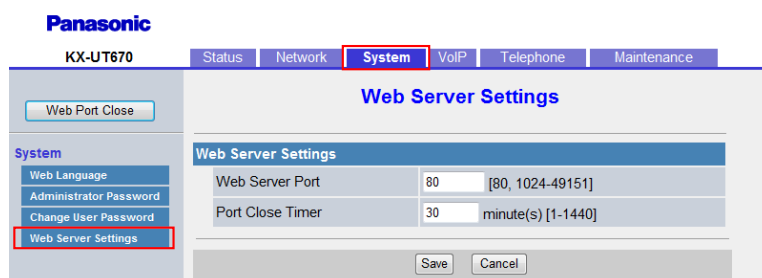 Panasonic
KX-UT670
Status Network System VoIP Telephone Maintenance
Web Port Close
Web Server Settings
System
Web Language
Administrator Password
Change User Password
Web Server Settings
Web Server Settings
Web Server Port 80 [80, 1024-49151]
Port Close Timer 30 minute(s) [1-1440]
Save Cancel